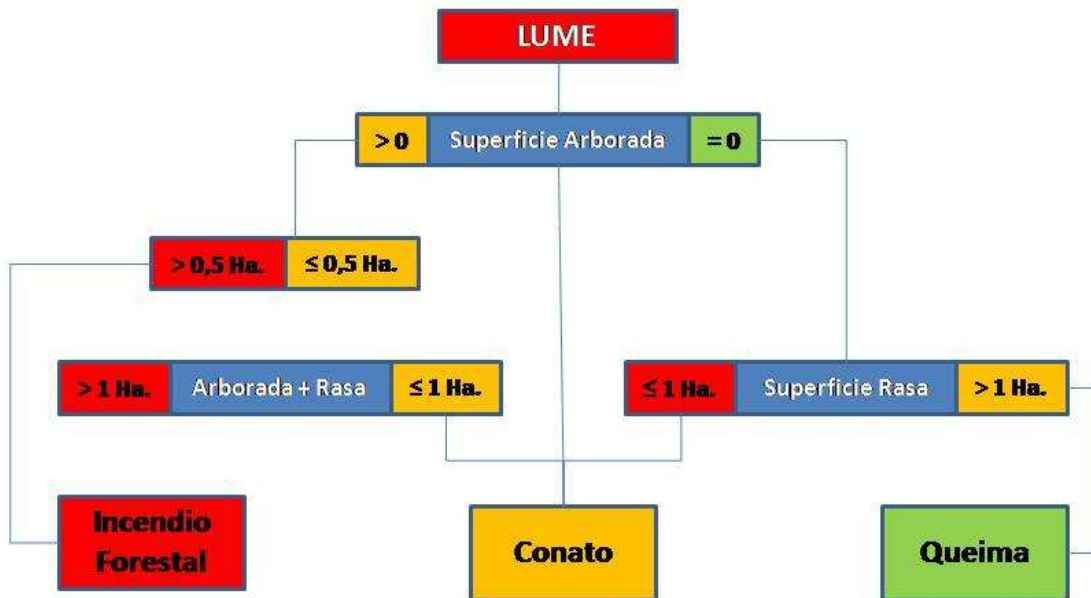 LUME
> 0 Superficie Arborada = 0
> 0,5 Ha. ≤ 0,5 Ha.
> 1 Ha. Arborada + Rasa ≤ 1 Ha.
≤ 1 Ha. Superficie Rasa > 1 Ha.
Incendio
Forestal
Conato
Queima